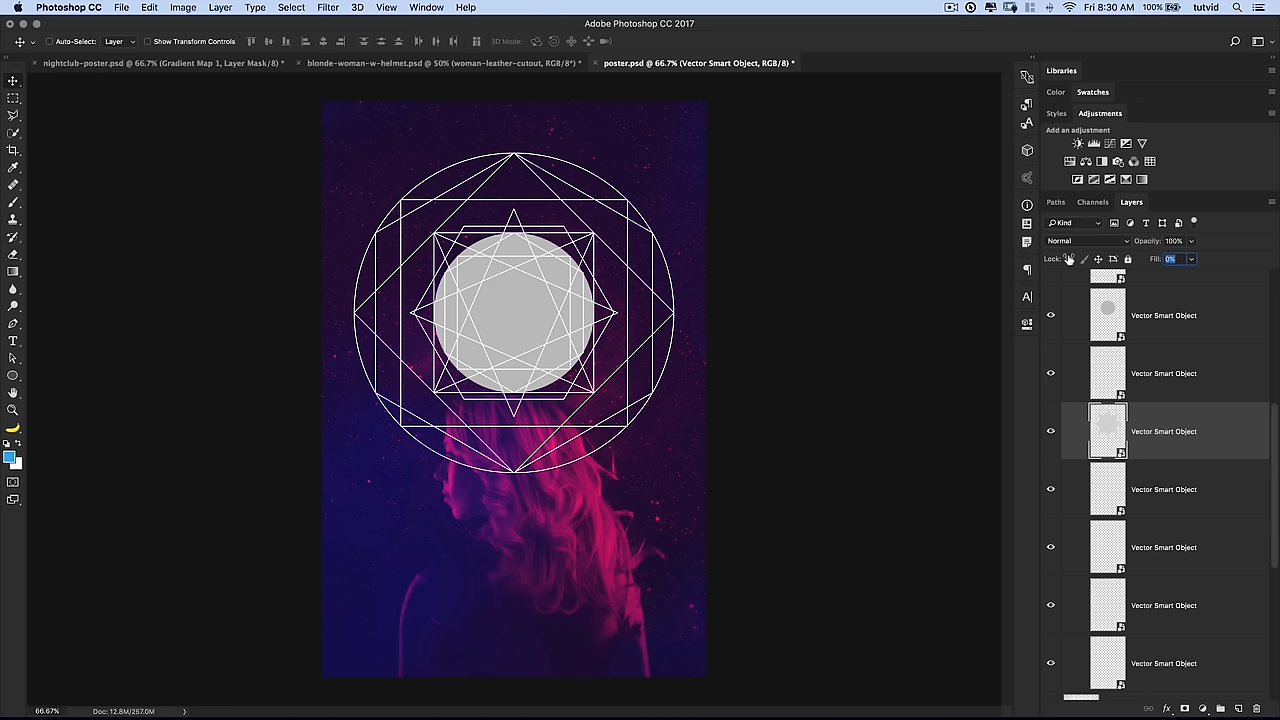 Photoshop CC File Edit Image Layer Type Select Filter 3D View Window Help 100% Fri 8:30 AM tutvid
Adobe Photoshop CC 2017
Auto-Select: Layer Show Transform Controls 3D Mode:
× nightclub-poster.psd @ 66.7% (Gradient Map 1, Layer Mask/8) * × blonde-woman-w-helmet.psd @ 50% (woman-leather-cutout, RGB/8*) * × poster.psd @ 66.7% (Vector Smart Object, RGB/8) *
Libraries
Color Swatches
Styles Adjustments
Add an adjustment
Paths Channels Layers
Kind
Normal Opacity: 100%
Lock: Fill: 0%
Vector Smart Object
Vector Smart Object
Vector Smart Object
Vector Smart Object
Vector Smart Object
Vector Smart Object
Vector Smart Object
66.67% Doc: 12.8M/257.0M